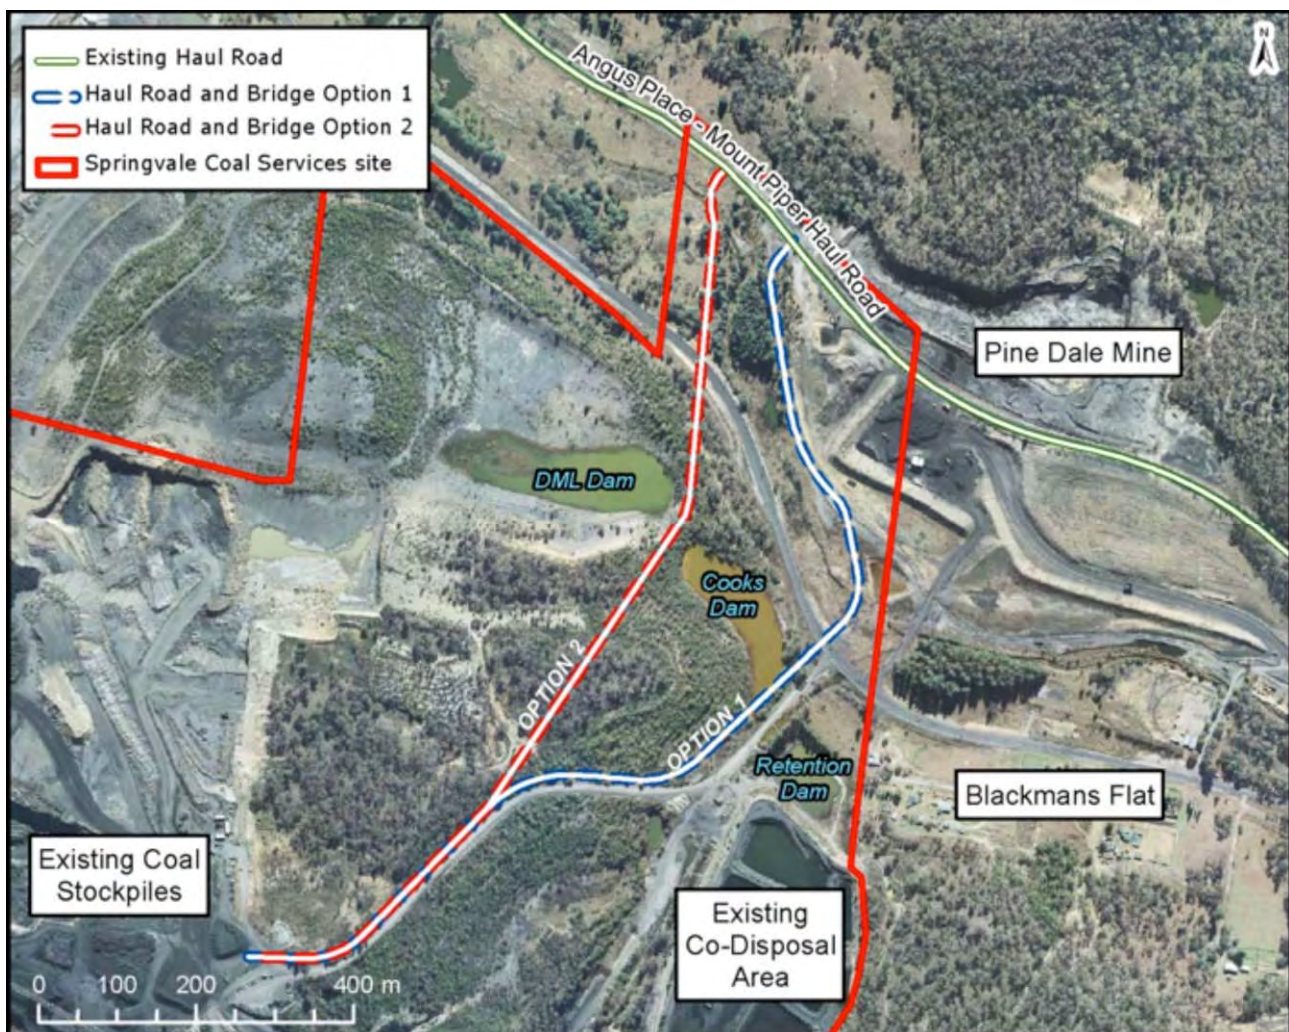 N
Existing Haul Road
Haul Road and Bridge Option 1
Haul Road and Bridge Option 2
Springvale Coal Services site
Angus Place - Mount Piper Haul Road
Pine Dale Mine
DML Dam
Cooks
Dam
OPTION 2
OPTION 1
Retention
Dam
Blackmans Flat
Existing Coal
Stockpiles
Existing
Co-Disposal
Area
0 100 200 400 m